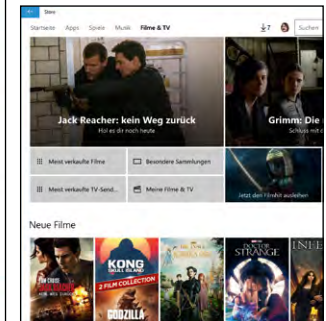 Store
Startseite Apps Spiele Musik Filme & TV 7 Suchen
Jack Reacher: kein Weg zurück
Hol es dir noch heute
Grimm: Die
Schluss mit
Meist verkaufte Filme
Besondere Sammlungen
Meist verkaufte TV-Send...
Meine Filme & TV
Jetzt den Filmhit ausleihen
Neue Filme
TOM CRUISE
KONG
SKULL ISLAND
2 FILM COLLECTION
GODZILLA
DOCTOR
STRANGE
INFE